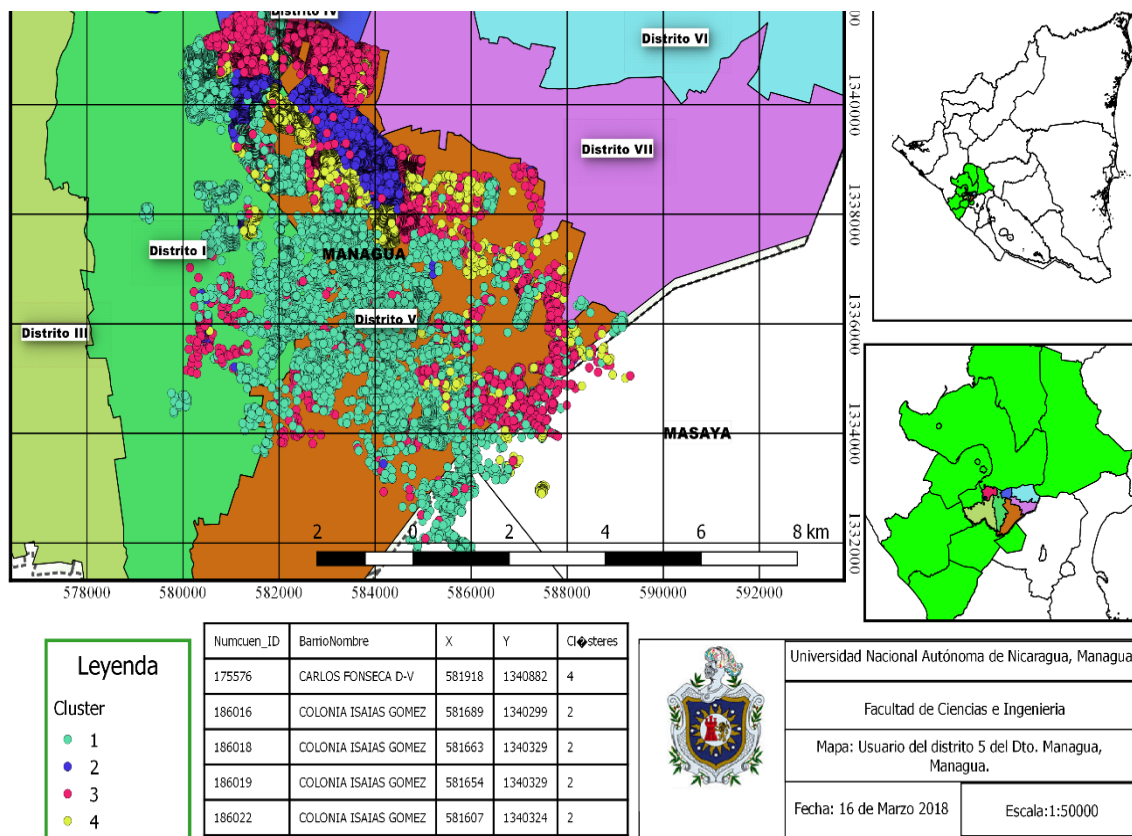 Distrito IV
Distrito VI
Distrito VII
Distrito I
MANAGUA
Distrito V
Distrito III
MASAYA
2 0 2 4 6 8 km
1340000
1338000
1336000
1334000
1332000
578000 580000 582000 584000 586000 588000 590000 592000
Leyenda
Cluster
1
2
3
4
Numcuen_ID BarrioNombre X Y Cl�steres
175576 CARLOS FONSECA D-V 581918 1340882 4
186016 COLONIA ISAIAS GOMEZ 581689 1340299 2
186018 COLONIA ISAIAS GOMEZ 581663 1340329 2
186019 COLONIA ISAIAS GOMEZ 581654 1340329 2
186022 COLONIA ISAIAS GOMEZ 581607 1340324 2
Universidad Nacional Autónoma de Nicaragua, Managua
Facultad de Ciencias e Ingenieria
Mapa: Usuario del distrito 5 del Dto. Managua,
Managua.
Fecha: 16 de Marzo 2018
Escala:1:50000